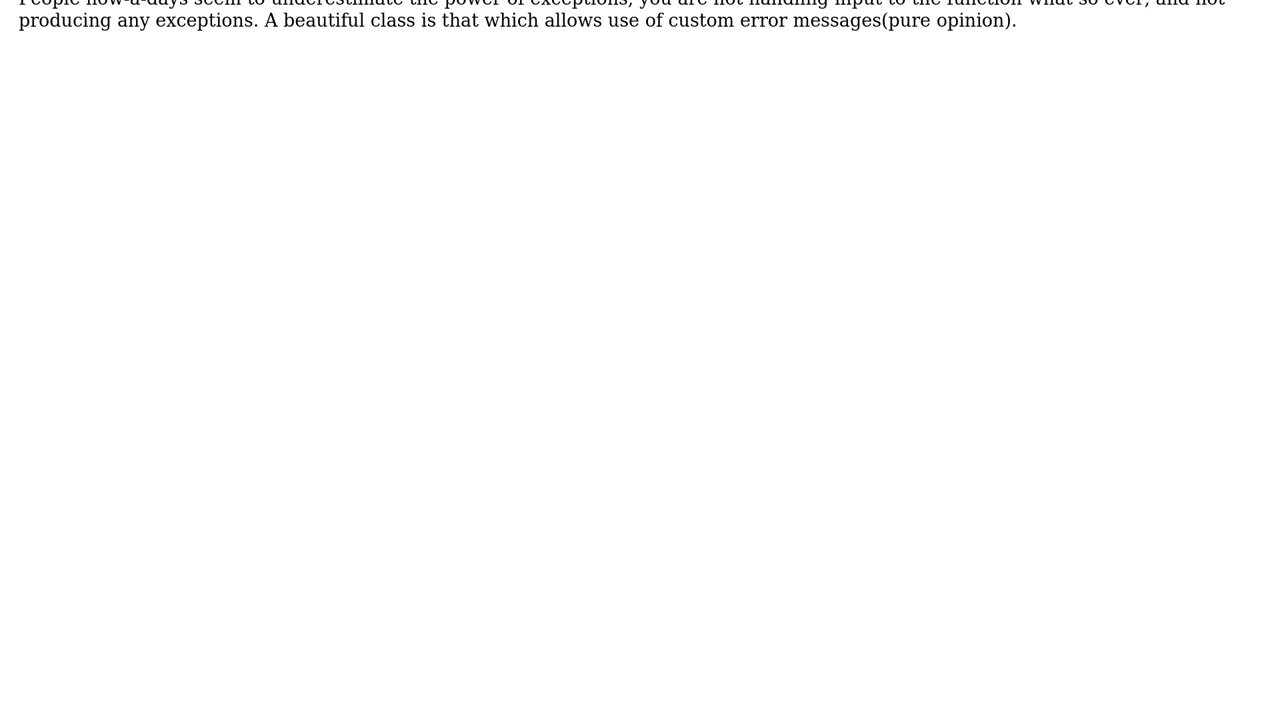 People now-a-days seem to underestimate the power of exceptions, you are not handling input to the function what so ever, and not
producing any exceptions. A beautiful class is that which allows use of custom error messages(pure opinion).